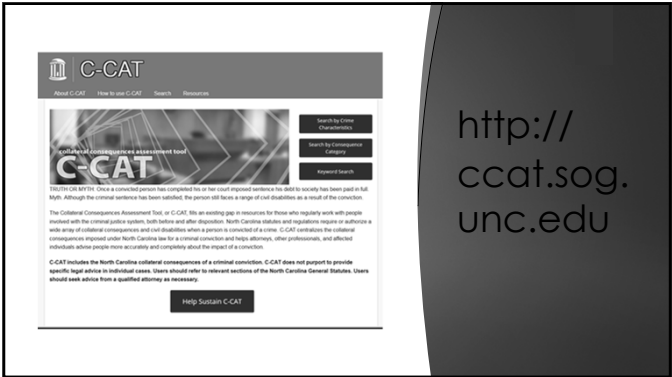 C-CAT
About C-CAT How to use C-CAT Search Resources
collateral consequences assessment tool
C-CAT
Search by Crime
Characteristics
Search by Consequence
Category
Keyword Search
TRUTH OR MYTH: Once a convicted person has completed his or her court imposed sentence his debt to society has been paid in full.
Myth. Although the criminal sentence has been satisfied, the person still faces a range of civil disabilities as a result of the conviction.
The Collateral Consequences Assessment Tool, or C-CAT, fills an existing gap in resources for those who regularly work with people
involved with the criminal justice system, both before and after disposition. North Carolina statutes and regulations require or authorize a
wide array of collateral consequences and civil disabilities when a person is convicted of a crime. C-CAT centralizes the collateral
consequences imposed under North Carolina law for a criminal conviction and helps attorneys, other professionals, and affected
individuals advise people more accurately and completely about the impact of a conviction.
C-CAT includes the North Carolina collateral consequences of a criminal conviction. C-CAT does not purport to provide
specific legal advice in individual cases. Users should refer to relevant sections of the North Carolina General Statutes. Users
should seek advice from a qualified attorney as necessary.
Help Sustain C-CAT
http://
ccat.sog.
unc.edu